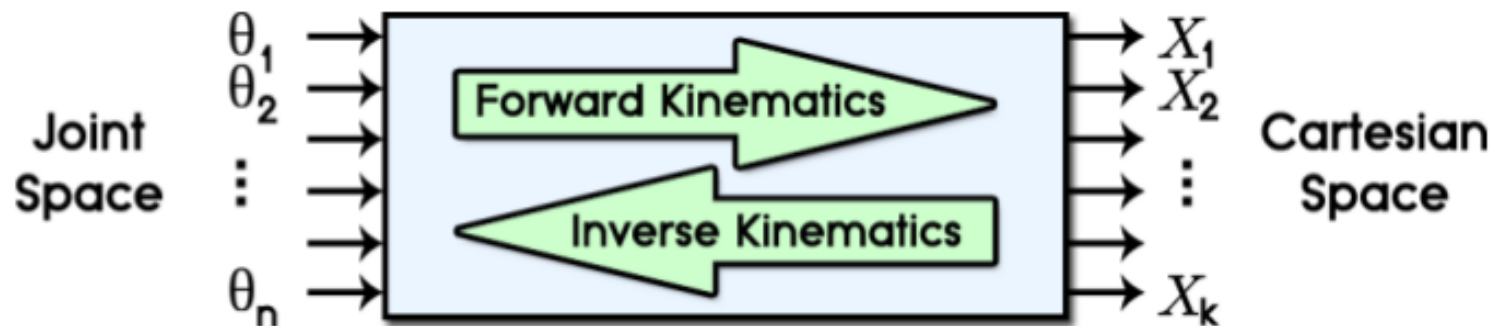 Joint
Space
θ₁
θ₂
⋮
θₙ
Forward Kinematics
Inverse Kinematics
X₁
X₂
⋮
Xₖ
Cartesian
Space